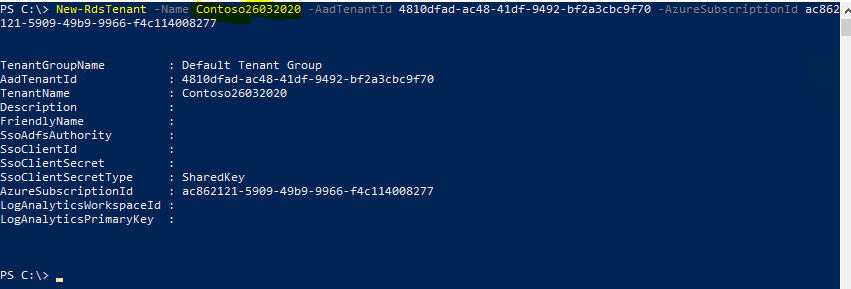 PS C:\> New-RdsTenant -Name Contoso26032020 -AadTenantId 4810dfad-ac48-41df-9492-bf2a3cbc9f70 -AzureSubscriptionId ac862
121-5909-49b9-9966-f4c114008277
TenantGroupName : Default Tenant Group
AadTenantId : 4810dfad-ac48-41df-9492-bf2a3cbc9f70
TenantName : Contoso26032020
Description :
FriendlyName :
SsoAdfsAuthority :
SsoClientId :
SsoClientSecret :
SsoClientSecretType : SharedKey
AzureSubscriptionId : ac862121-5909-49b9-9966-f4c114008277
LogAnalyticsWorkspaceId :
LogAnalyticsPrimaryKey :
PS C:\> _